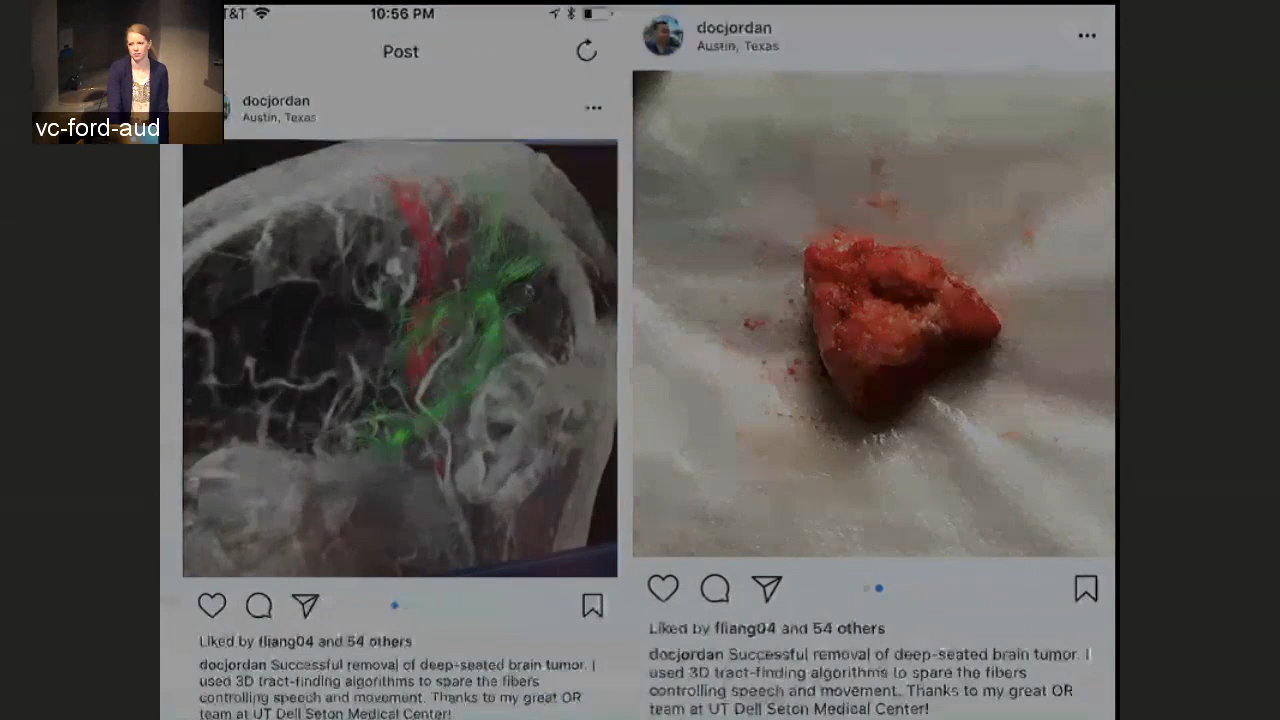 vc-ford-aud
10:56 PM
Post
docjordan
Austin, Texas
Liked by fliang04 and 54 others
docjordan Successful removal of deep-seated brain tumor. I
used 3D tract-finding algorithms to spare the fibers
controlling speech and movement. Thanks to my great OR
team at UT Dell Seton Medical Center!
docjordan
Austin, Texas
Liked by fliang04 and 54 others
docjordan Successful removal of deep-seated brain tumor. I
used 3D tract-finding algorithms to spare the fibers
controlling speech and movement. Thanks to my great OR
team at UT Dell Seton Medical Center!